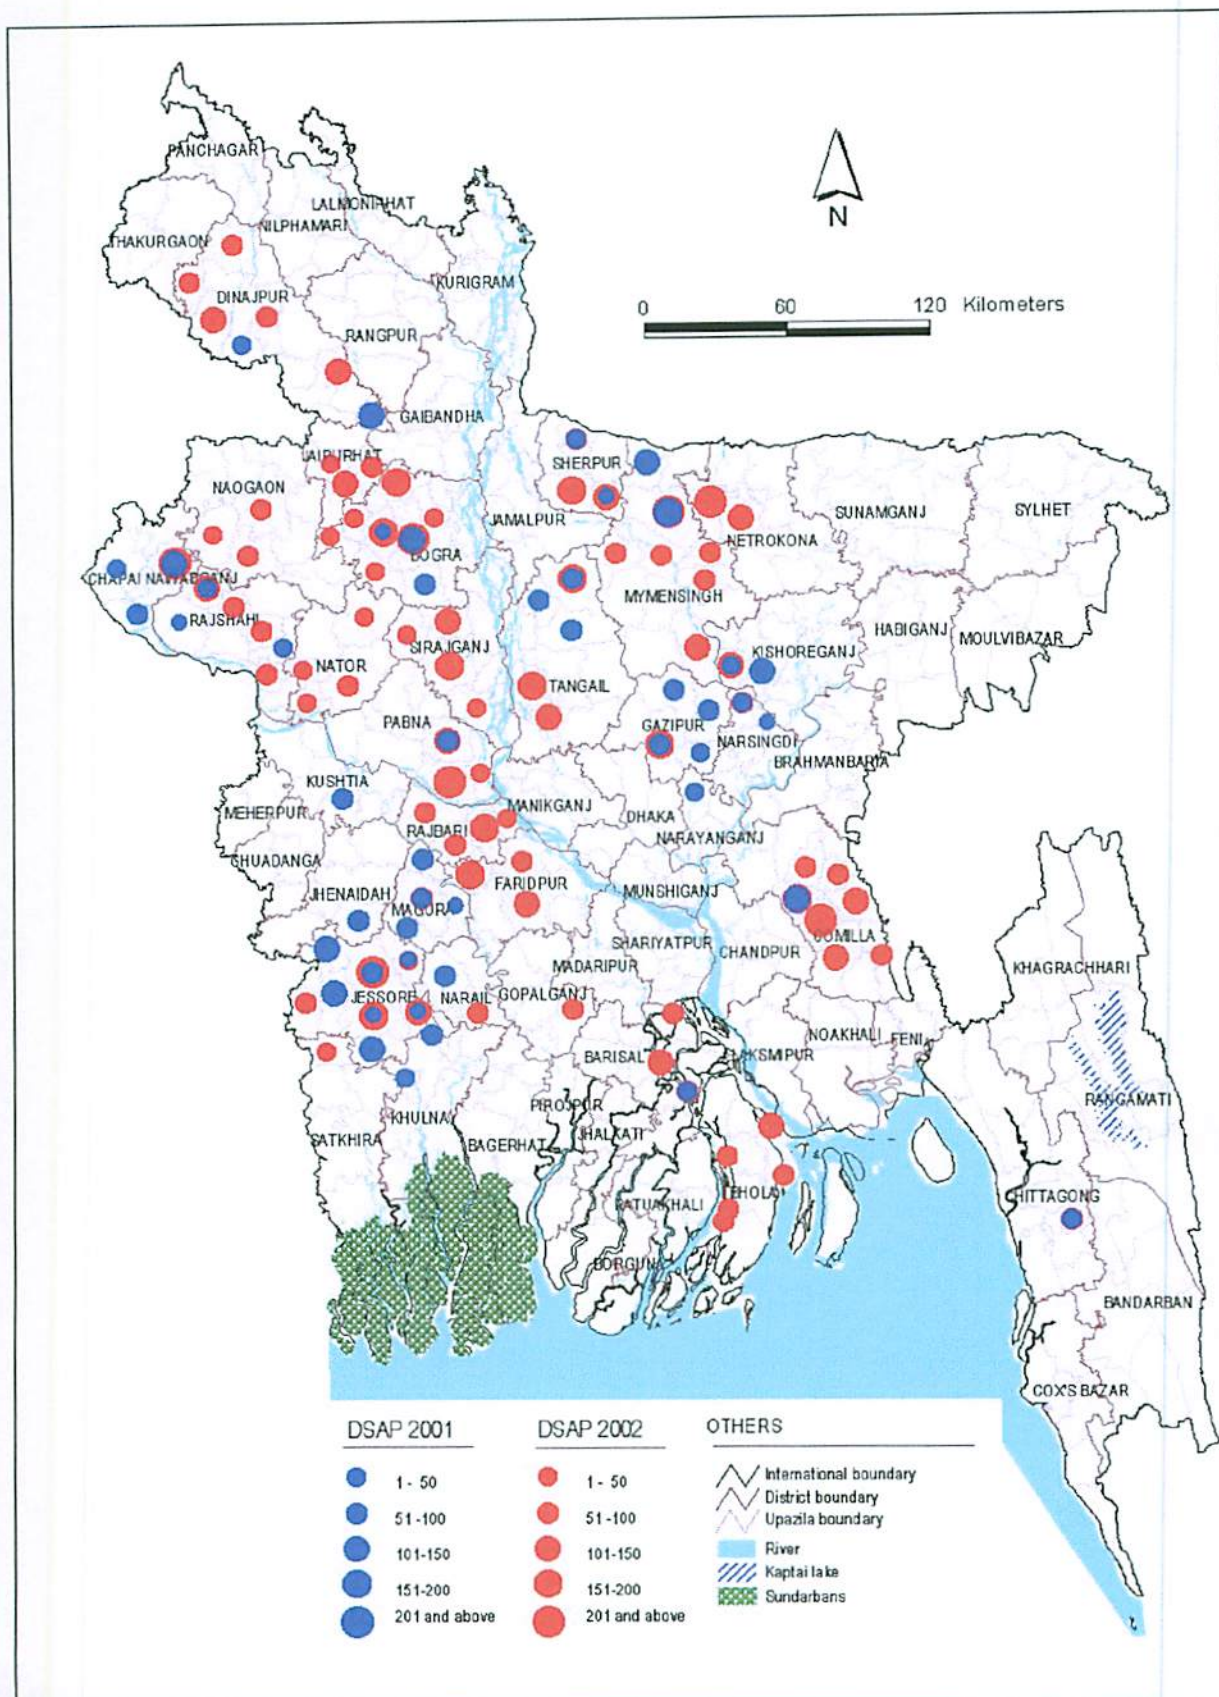 PANCHAGAR
LALMONIRHAT
NILPHAMARI
THAKURGAON
KURIGRAM
DINAJPUR
N
0 60 120 Kilometers
RANGPUR
GAIBANDHA
JAIPURHAT
SHERPUR
NAOGAON
JAMALPUR
SUNAMGANJ
SYLHET
NETROKONA
BOGRA
CHAPAI NAWABGANJ
MYMENSINGH
RAJSHAHI
HABIGANJ
MOULVIBAZAR
SIRAJGANJ
KISHOREGANJ
NATOR
TANGAIL
PABNA
GAZIPUR
NARSINGDI
BRAHMANBARIA
KUSHTIA
MEHERPUR
MANIKGANJ
DHAKA
RAJBARI
NARAYANGANJ
CHUADANGA
JHENAIDAH
FARIDPUR
MUNSHIGANJ
MAGURA
COMILLA
SHARIYATPUR
CHANDPUR
MADARIPUR
KHAGRACHHARI
JESSORE
NARAIL
GOPALGANJ
NOAKHALI
FENI
BARISAL
LAKSMIPUR
RANGAMATI
PIROJPUR
KHULNA
JHALKATI
SATKHIRA
BAGERHAT
BHOLA
PATUAKHALI
CHITTAGONG
BORGUNA
BANDARBAN
COX'S BAZAR
DSAP 2001 DSAP 2002 OTHERS
1 - 50 1 - 50 International boundary
District boundary
51 -100 51 -100 Upazila boundary
101-150 101-150 River
Kaptai lake
151-200 151-200 Sundarbans
201 and above 201 and above